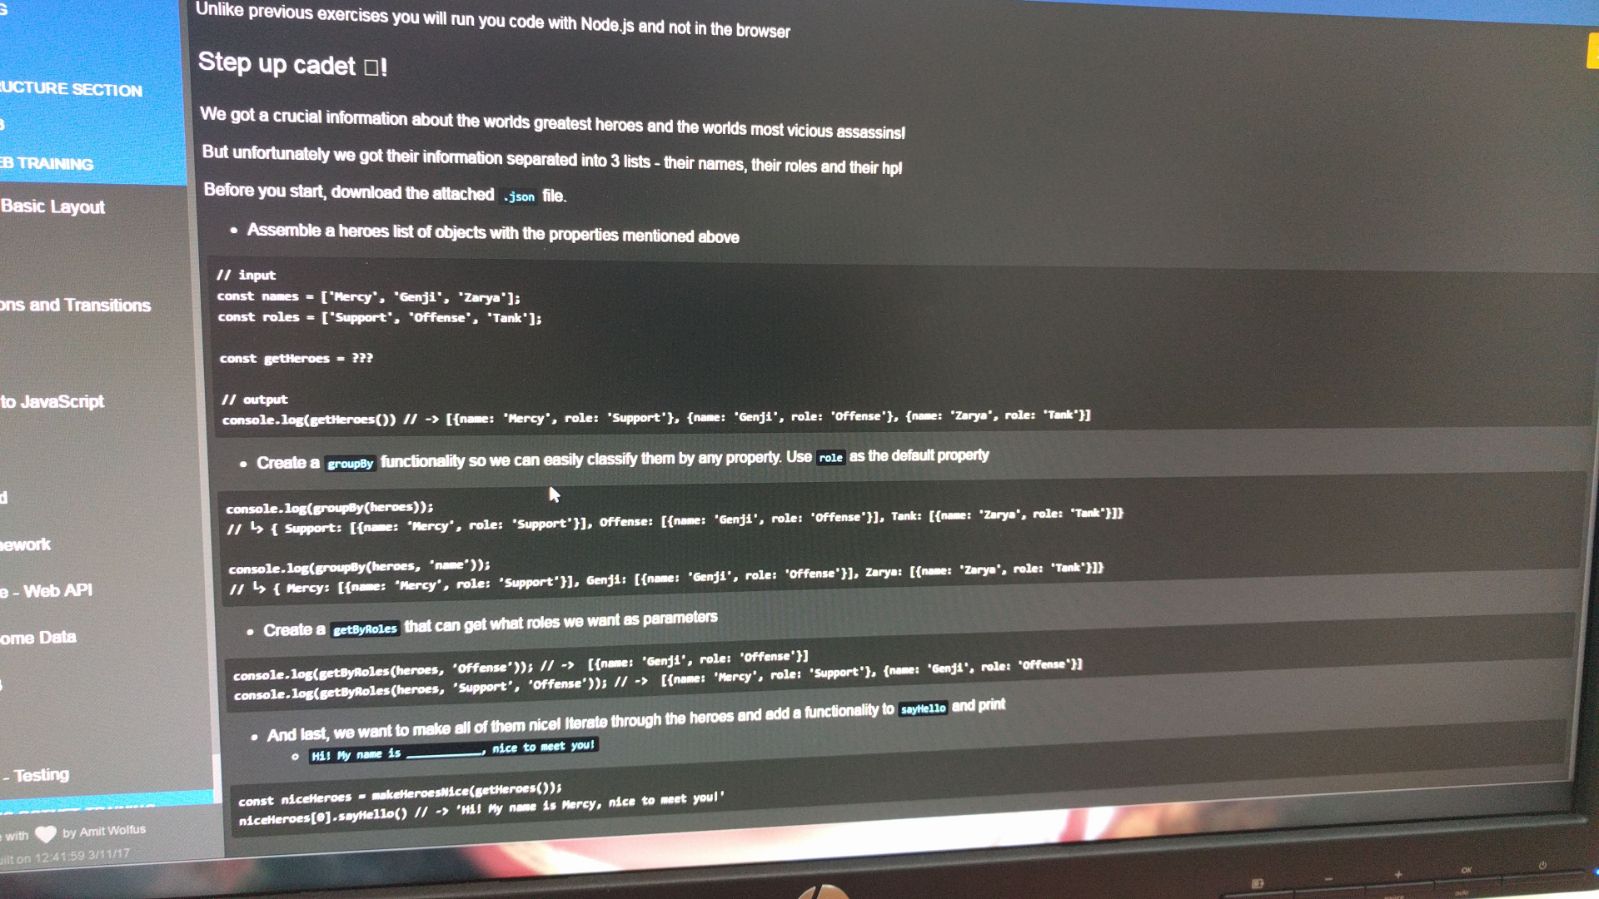 Unlike previous exercises you will run you code with Node.js and not in the browser
Step up cadet !
UCTURE SECTION
We got a crucial information about the worlds greatest heroes and the worlds most vicious assassins!
EB TRAINING
But unfortunately we got their information separated into 3 lists - their names, their roles and their hp!
Before you start, download the attached .json file.
Basic Layout
• Assemble a heroes list of objects with the properties mentioned above
// input
const names = ['Mercy', 'Genji', 'Zarya'];
ons and Transitions
const roles = ['Support', 'Offense', 'Tank'];
const getHeroes = ???
to JavaScript
// output
console.log(getHeroes()) // -> [{name: 'Mercy', role: 'Support'}, {name: 'Genji', role: 'Offense'}, {name: 'Zarya', role: 'Tank'}]
• Create a groupBy functionality so we can easily classify them by any property. Use role as the default property
console.log(groupBy(heroes));
// ↳ { Support: [{name: 'Mercy', role: 'Support'}], Offense: [{name: 'Genji', role: 'Offense'}], Tank: [{name: 'Zarya', role: 'Tank'}]}
ework
console.log(groupBy(heroes, 'name'));
// ↳ { Mercy: [{name: 'Mercy', role: 'Support'}], Genji: [{name: 'Genji', role: 'Offense'}], Zarya: [{name: 'Zarya', role: 'Tank'}]}
e - Web API
• Create a getByRoles that can get what roles we want as parameters
ome Data
console.log(getByRoles(heroes, 'Offense')); // -> [{name: 'Genji', role: 'Offense'}]
console.log(getByRoles(heroes, 'Support', 'Offense')); // -> [{name: 'Mercy', role: 'Support'}, {name: 'Genji', role: 'Offense'}]
• And last, we want to make all of them nice! Iterate through the heroes and add a functionality to sayHello and print
Hi! My name is __________, nice to meet you!
- Testing
const niceHeroes = makeHeroesNice(getHeroes());
niceHeroes[0].sayHello() // -> 'Hi! My name is Mercy, nice to meet you!'
with ♥ by Amit Wolfus
uilt on 12:41:59 3/11/17